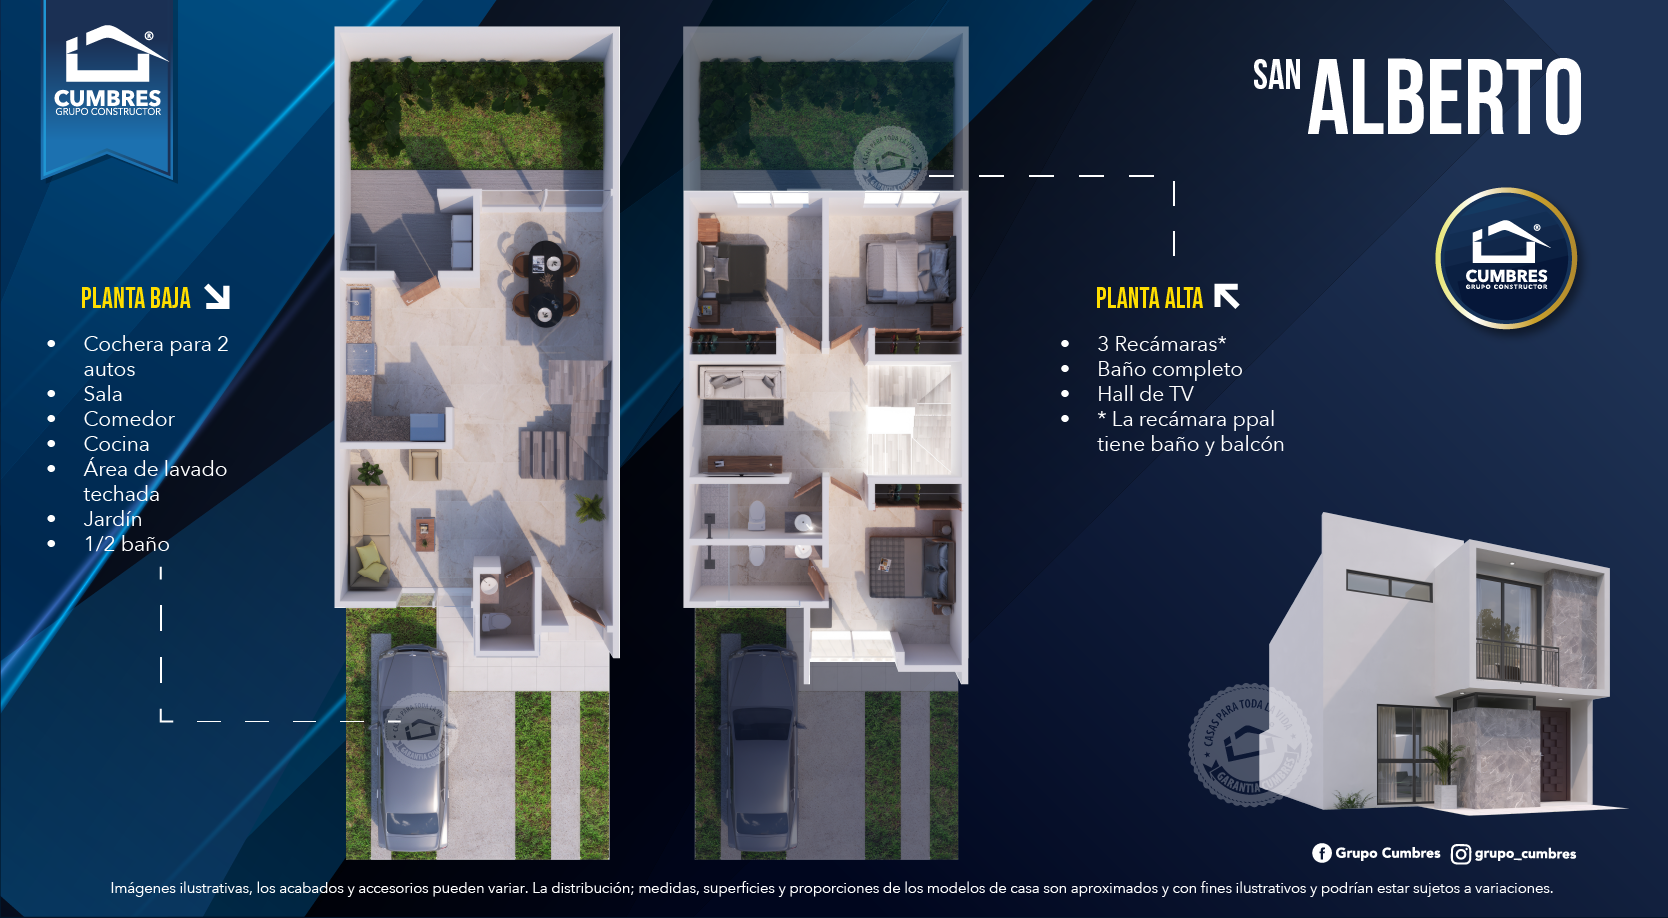 CUMBRES
GRUPO CONSTRUCTOR
®
SAN ALBERTO
CUMBRES
GRUPO CONSTRUCTOR
®
PLANTA BAJA
• Cochera para 2
autos
• Sala
• Comedor
• Cocina
• Área de lavado
techada
• Jardín
• 1/2 baño
PLANTA ALTA
• 3 Recámaras*
• Baño completo
• Hall de TV
• * La recámara ppal
tiene baño y balcón
CASAS PARA TODA LA VIDA
GARANTIA CUMBRES
Grupo Cumbres grupo_cumbres
Imágenes ilustrativas, los acabados y accesorios pueden variar. La distribución; medidas, superficies y proporciones de los modelos de casa son aproximados y con fines ilustrativos y podrían estar sujetos a variaciones.